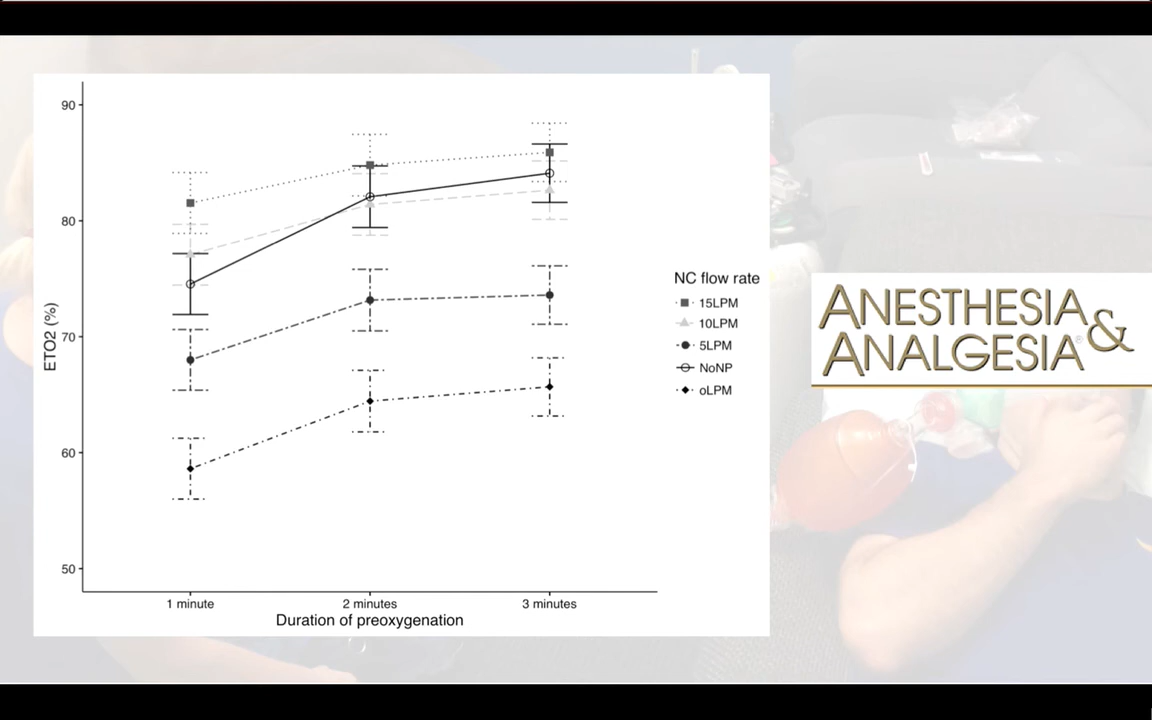 90
80
70
60
50
ETO2 (%)
1 minute
2 minutes
3 minutes
Duration of preoxygenation
NC flow rate
15LPM
10LPM
5LPM
NoNP
oLPM
ANESTHESIA &
ANALGESIA®